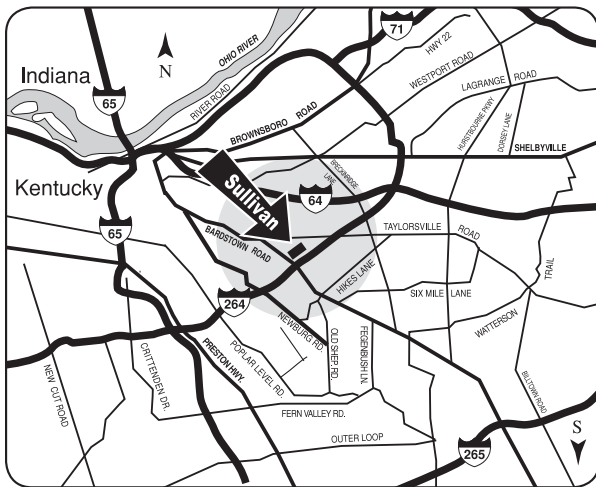 71
HWY 22
OHIO RIVER
N
WESTPORT ROAD
Indiana
LAGRANGE ROAD
65
RIVER ROAD
HURSTBOURNE PKWY
DORSEY LANE
BROWNSBORO ROAD
SHELBYVILLE
BRECKINRIDGE
LANE
Kentucky
Sullivan
64
65
BARDSTOWN ROAD
TAYLORSVILLE ROAD
TRAIL
HIKES LANE
SIX MILE LANE
264
WATTERSON
NEWBURG RD.
OLD SHEP. RD.
FEGENBUSH LN.
PRESTON HWY.
POPLAR LEVEL RD.
CRITTENDEN DR.
NEW CUT ROAD
BILLTOWN ROAD
FERN VALLEY RD.
S
OUTER LOOP
265